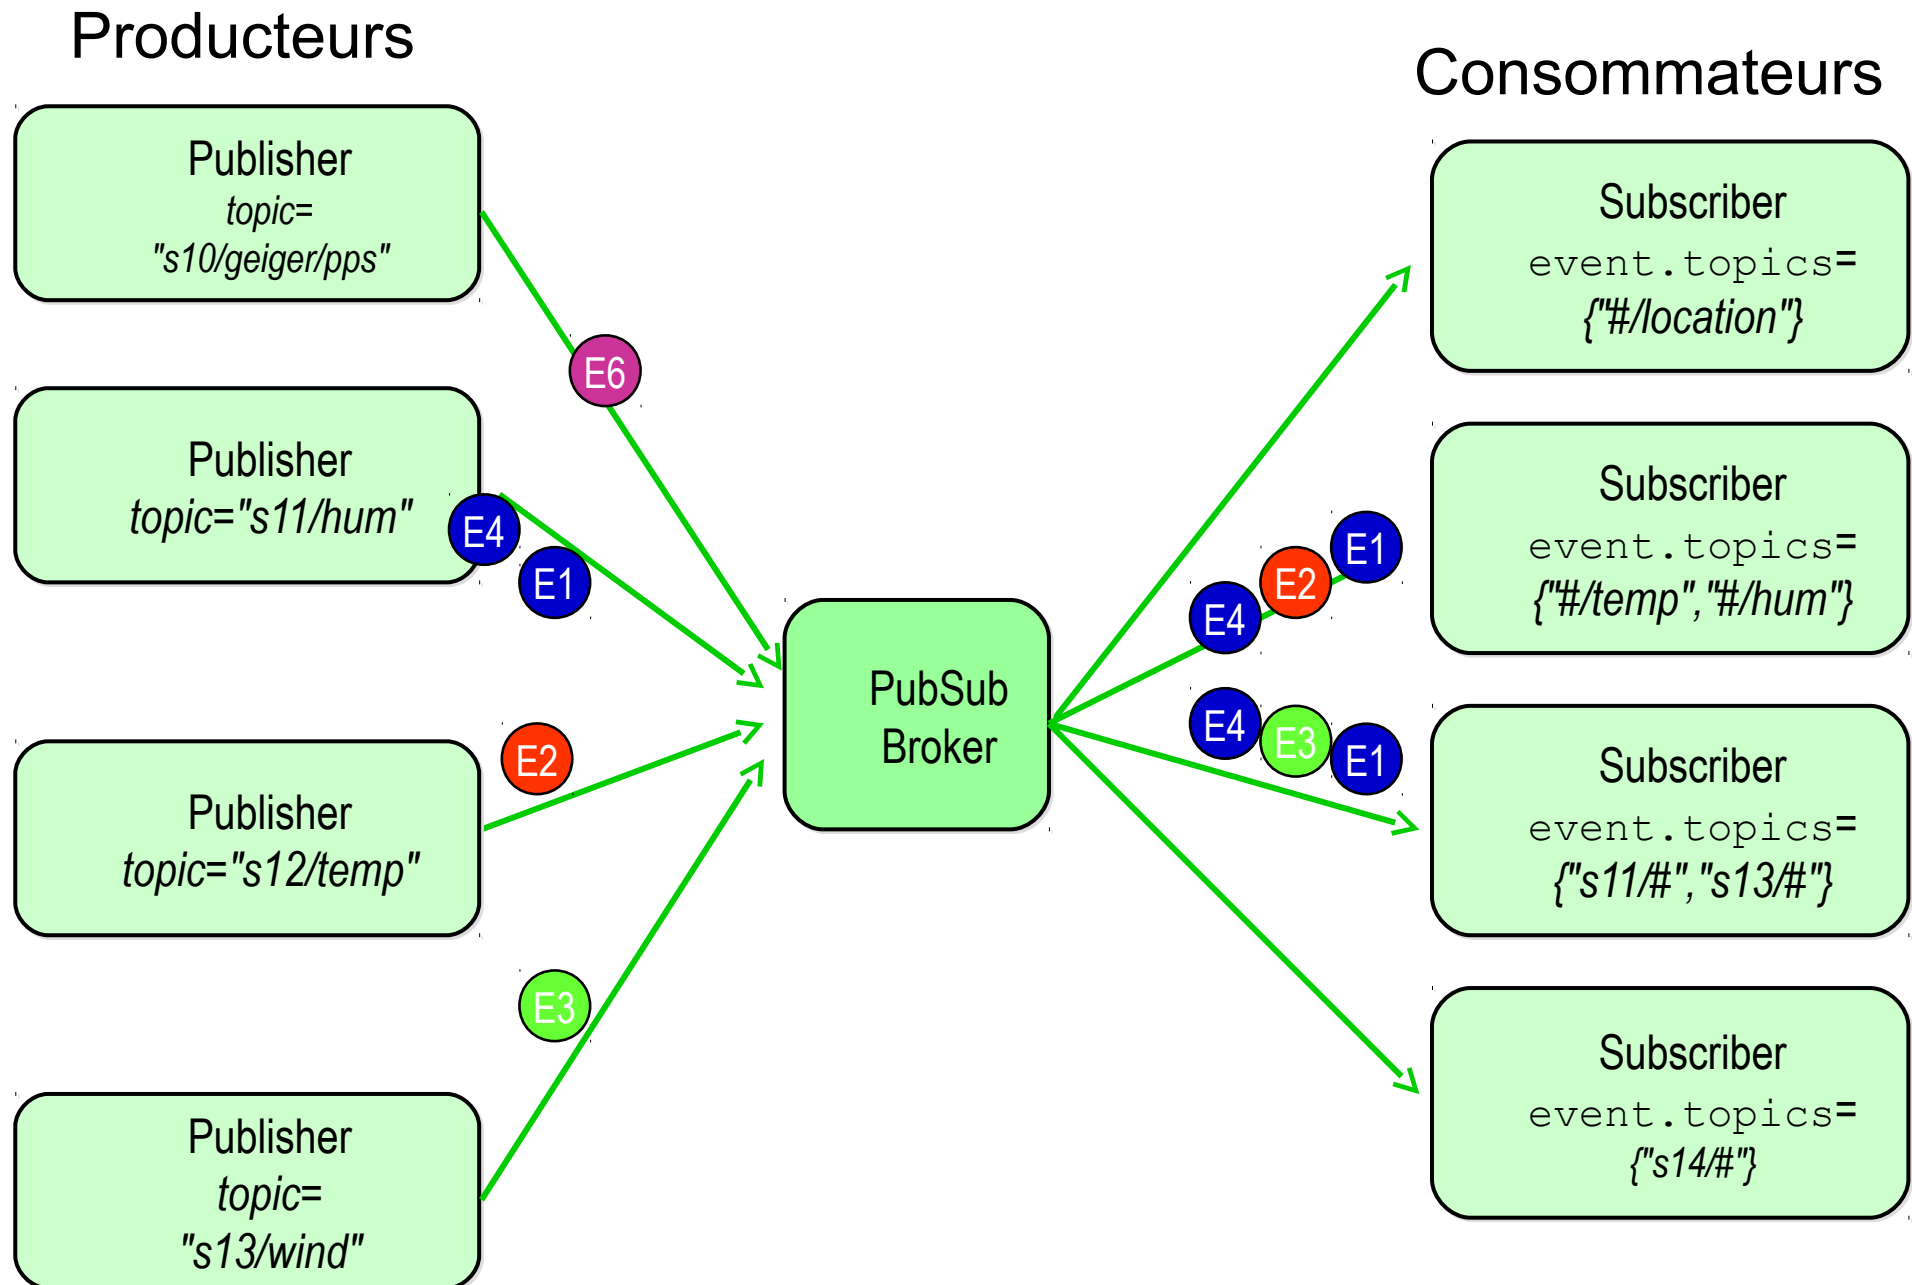 Producteurs
Publisher
topic=
"s10/geiger/pps"
Publisher
topic="s11/hum"
Publisher
topic="s12/temp"
Publisher
topic=
"s13/wind"
E6
E4
E1
E2
E3
PubSub
Broker
E1
E2
E4
E4
E3
E1
Consommateurs
Subscriber
event.topics=
{"#/location"}
Subscriber
event.topics=
{"#/temp","#/hum"}
Subscriber
event.topics=
{"s11/#","s13/#"}
Subscriber
event.topics=
{"s14/#"}